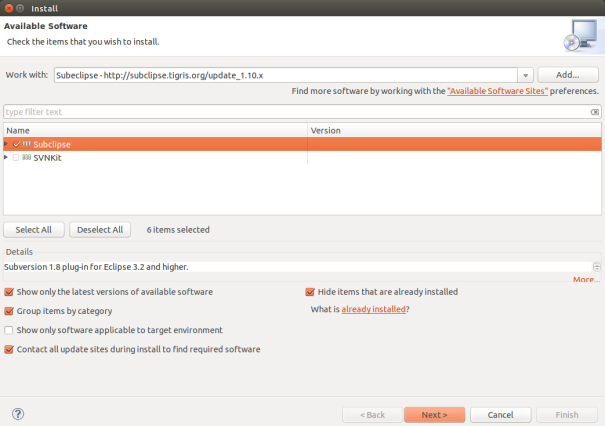 Install
Available Software
Check the items that you wish to install.
Work with: Subeclipse - http://subclipse.tigris.org/update_1.10.x Add...
Find more software by working with the "Available Software Sites" preferences.
type filter text
Name Version
Subclipse
SVNKit
Select All Deselect All 6 items selected
Details
Subversion 1.8 plug-in for Eclipse 3.2 and higher.
More...
Show only the latest versions of available software Hide items that are already installed
Group items by category What is already installed?
Show only software applicable to target environment
Contact all update sites during install to find required software
? < Back Next > Cancel Finish